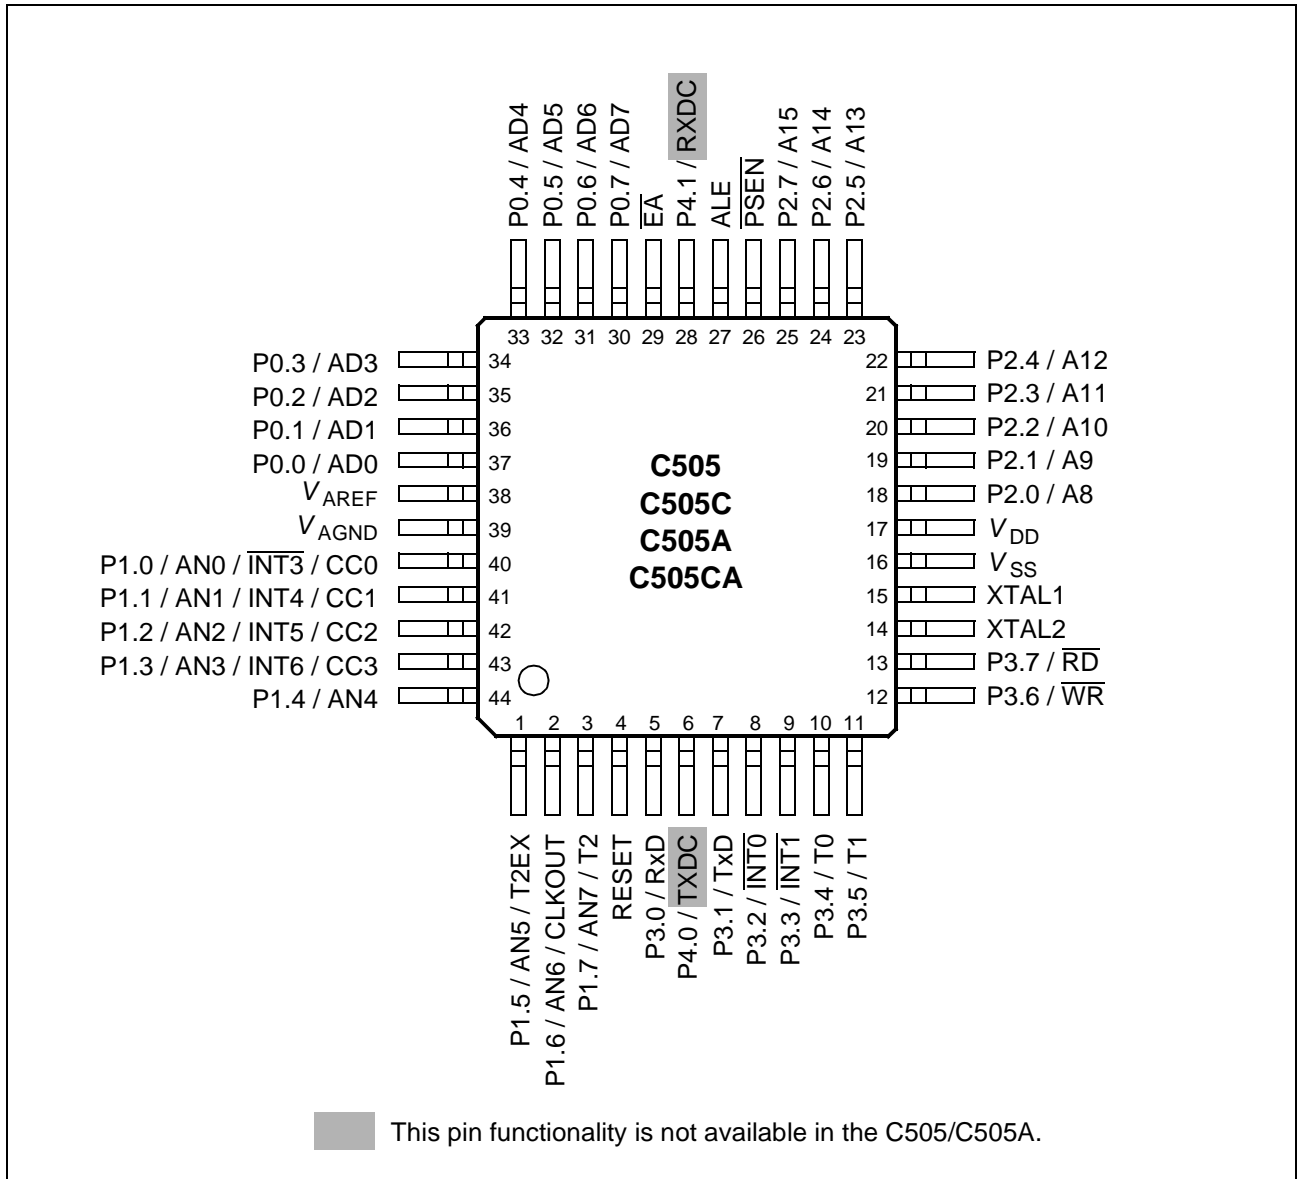 P0.4 / AD4
P0.5 / AD5
P0.6 / AD6
P0.7 / AD7
E̅A̅
P4.1 / RXDC
ALE
P̅S̅E̅N̅
P2.7 / A15
P2.6 / A14
P2.5 / A13
33 32 31 30 29 28 27 26 25 24 23
P0.3 / AD3 34
P0.2 / AD2 35
P0.1 / AD1 36
P0.0 / AD0 37
VAREF 38
VAGND 39
P1.0 / AN0 / I̅N̅T̅3̅ / CC0 40
P1.1 / AN1 / INT4 / CC1 41
P1.2 / AN2 / INT5 / CC2 42
P1.3 / AN3 / INT6 / CC3 43
P1.4 / AN4 44
C505
C505C
C505A
C505CA
22 P2.4 / A12
21 P2.3 / A11
20 P2.2 / A10
19 P2.1 / A9
18 P2.0 / A8
17 VDD
16 VSS
15 XTAL1
14 XTAL2
13 P3.7 / R̅D̅
12 P3.6 / W̅R̅
1 2 3 4 5 6 7 8 9 10 11
P1.5 / AN5 / T2EX
P1.6 / AN6 / CLKOUT
P1.7 / AN7 / T2
RESET
P3.0 / RxD
P4.0 / TXDC
P3.1 / TxD
P3.2 / I̅N̅T̅0̅
P3.3 / I̅N̅T̅1̅
P3.4 / T0
P3.5 / T1
This pin functionality is not available in the C505/C505A.